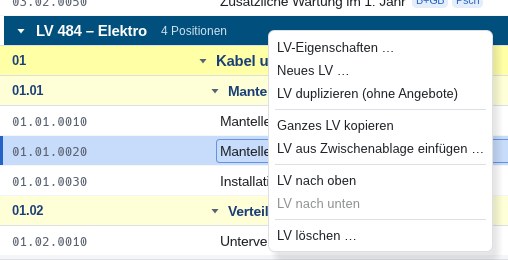 03.02.0050 Zusätzliche Wartung im 1. Jahr B+GB Psch
LV 484 – Elektro 4 Positionen
01 Kabel u
01.01 Mante
01.01.0010 Mantelle
01.01.0020 Mantelle
01.01.0030 Installati
01.02 Verteil
01.02.0010 Unterve
LV-Eigenschaften …
Neues LV …
LV duplizieren (ohne Angebote)
Ganzes LV kopieren
LV aus Zwischenablage einfügen …
LV nach oben
LV nach unten
LV löschen …